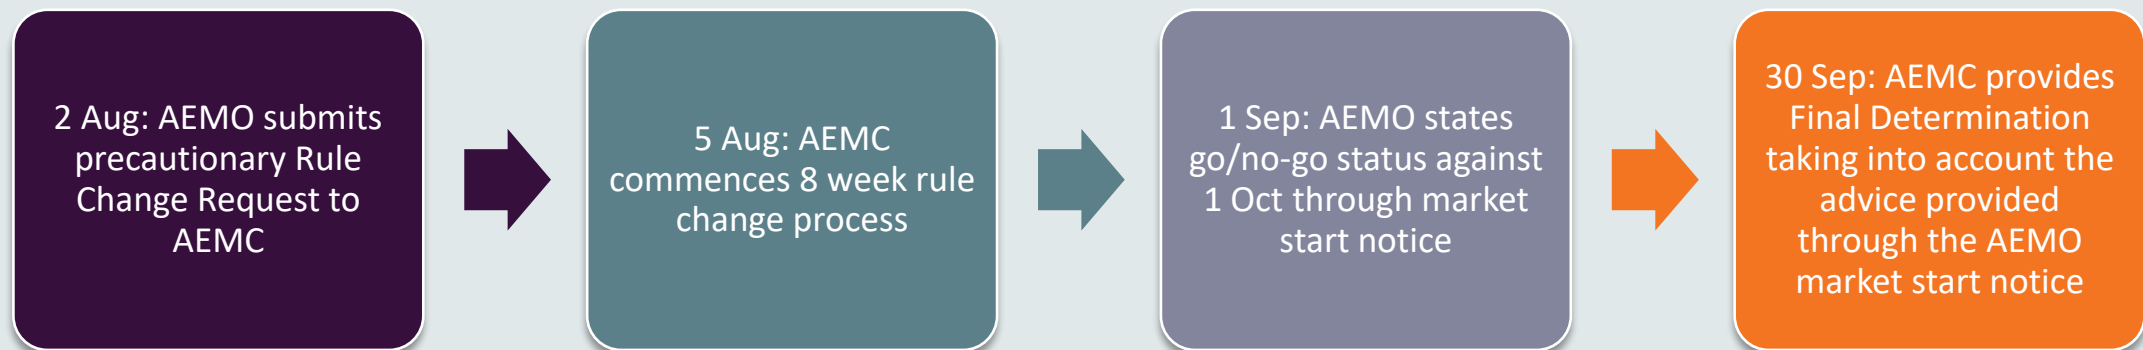 2 Aug: AEMO submits
precautionary Rule
Change Request to
AEMC
5 Aug: AEMC
commences 8 week rule
change process
1 Sep: AEMO states
go/no-go status against
1 Oct through market
start notice
30 Sep: AEMC provides
Final Determination
taking into account the
advice provided
through the AEMO
market start notice